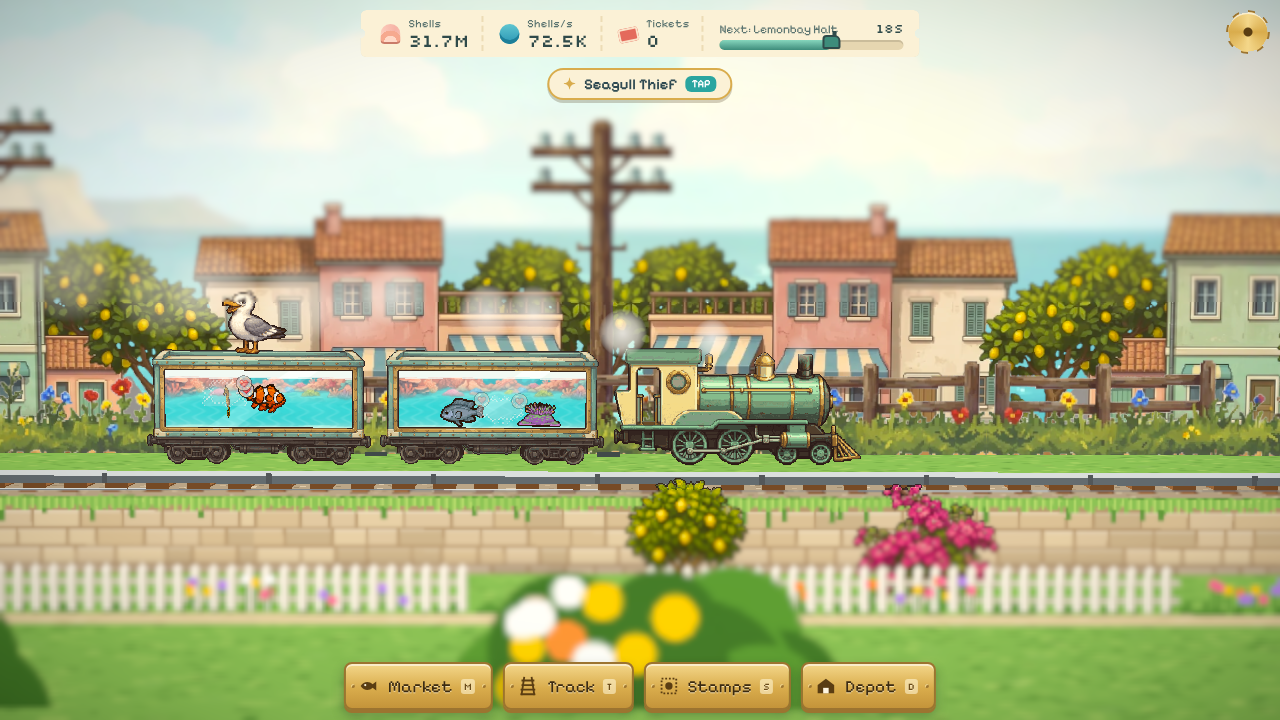 Shells
31.7M
Shells/s
72.5K
Tickets
0
Next: Lemonbay Halt
18s
Seagull Thief TAP
Market M
Track T
Stamps S
Depot D